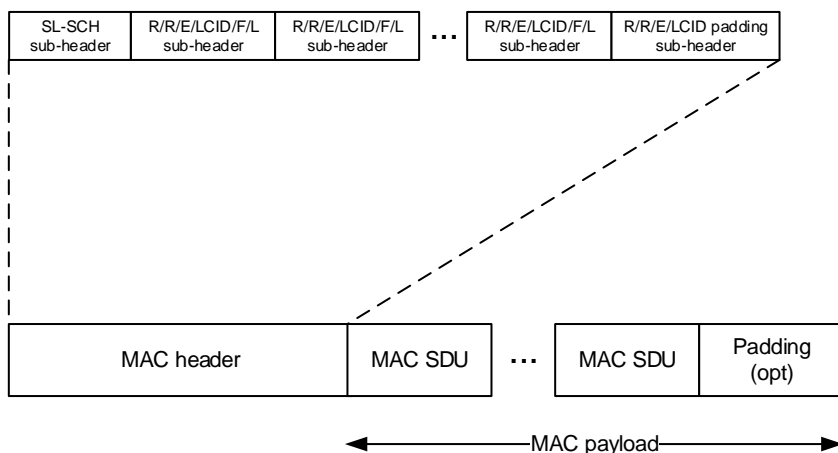 SL-SCH
sub-header
R/R/E/LCID/F/L
sub-header
R/R/E/LCID/F/L
sub-header
...
R/R/E/LCID/F/L
sub-header
R/R/E/LCID padding
sub-header
MAC header
MAC SDU
...
MAC SDU
Padding
(opt)
MAC payload